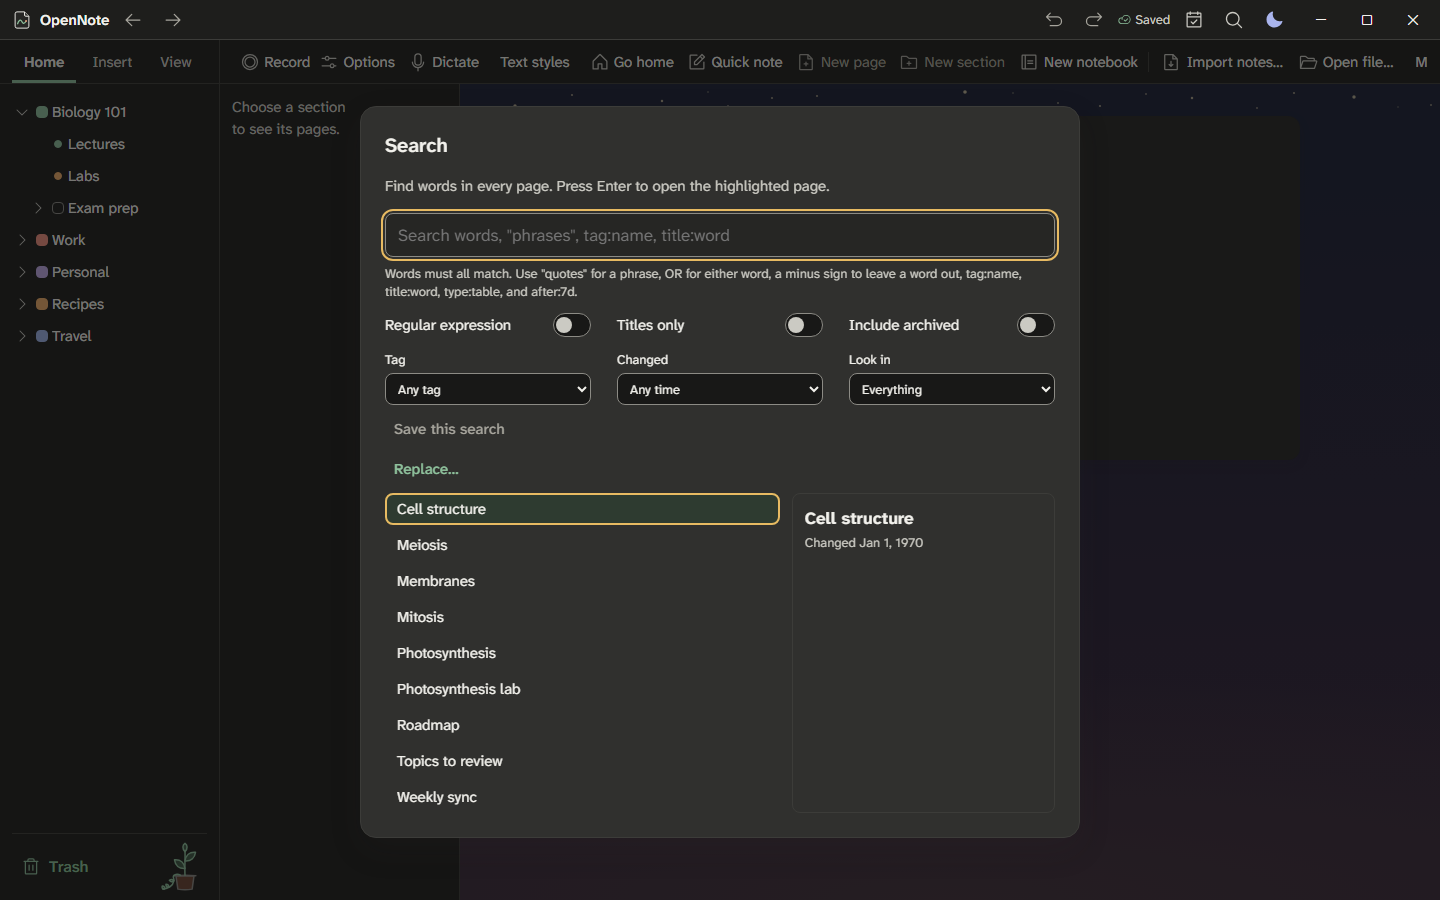 OpenNote
Saved
Home Insert View
Record Options Dictate Text styles Go home Quick note New page New section New notebook Import notes... Open file... M
Biology 101
Lectures
Labs
Exam prep
Work
Personal
Recipes
Travel
Trash
Choose a section
to see its pages.
Search
Find words in every page. Press Enter to open the highlighted page.
Search words, "phrases", tag:name, title:word
Words must all match. Use "quotes" for a phrase, OR for either word, a minus sign to leave a word out, tag:name,
title:word, type:table, and after:7d.
Regular expression Titles only Include archived
Tag Changed Look in
Any tag Any time Everything
Save this search
Replace...
Cell structure
Meiosis
Membranes
Mitosis
Photosynthesis
Photosynthesis lab
Roadmap
Topics to review
Weekly sync
Cell structure
Changed Jan 1, 1970